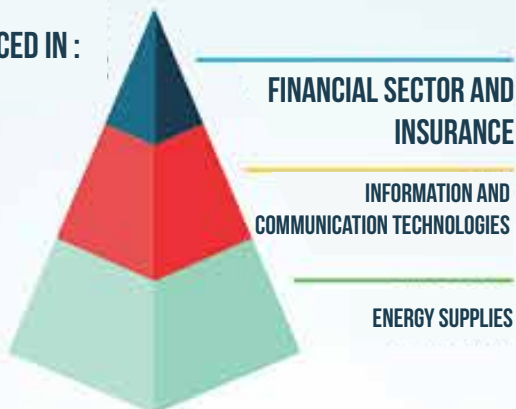 CED IN :
FINANCIAL SECTOR AND
INSURANCE
INFORMATION AND
COMMUNICATION TECHNOLOGIES
ENERGY SUPPLIES